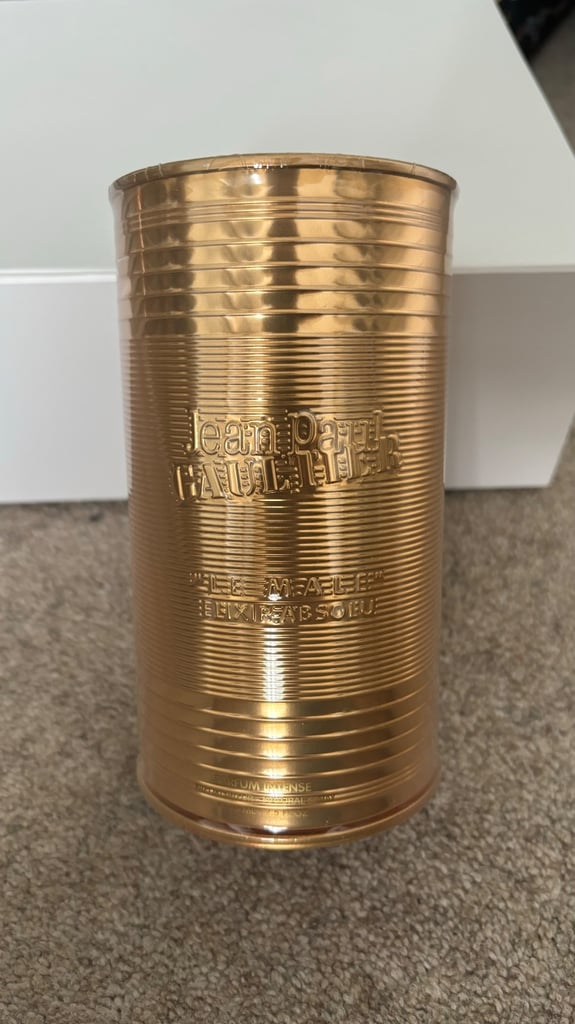 Jean Paul
GAULTIER
"LE MALE"
ELIXIR ABSOLU
PARFUM INTENSE